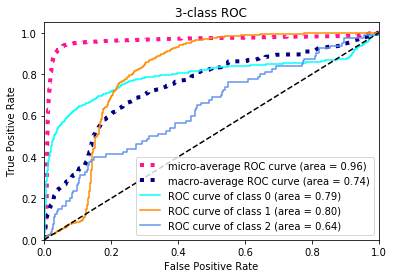 3-class ROC
True Positive Rate
1.0
0.8
0.6
0.4
0.2
0.0
micro-average ROC curve (area = 0.96)
macro-average ROC curve (area = 0.74)
ROC curve of class 0 (area = 0.79)
ROC curve of class 1 (area = 0.80)
ROC curve of class 2 (area = 0.64)
0.0 0.2 0.4 0.6 0.8 1.0
False Positive Rate